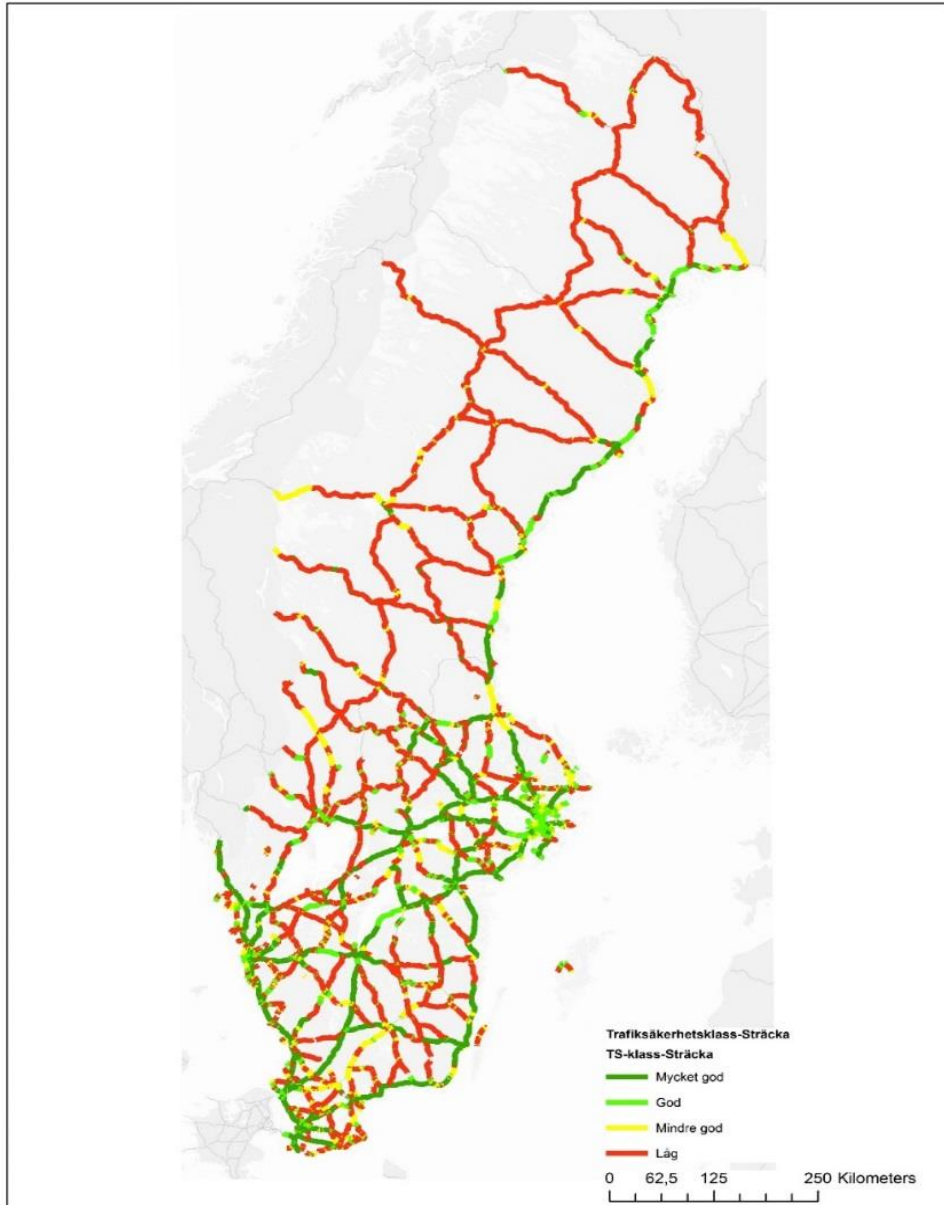 Trafiksäkerhetsklass-Sträcka
TS-klass-Sträcka
Mycket god
God
Mindre god
Låg
0 62,5 125 250 Kilometers